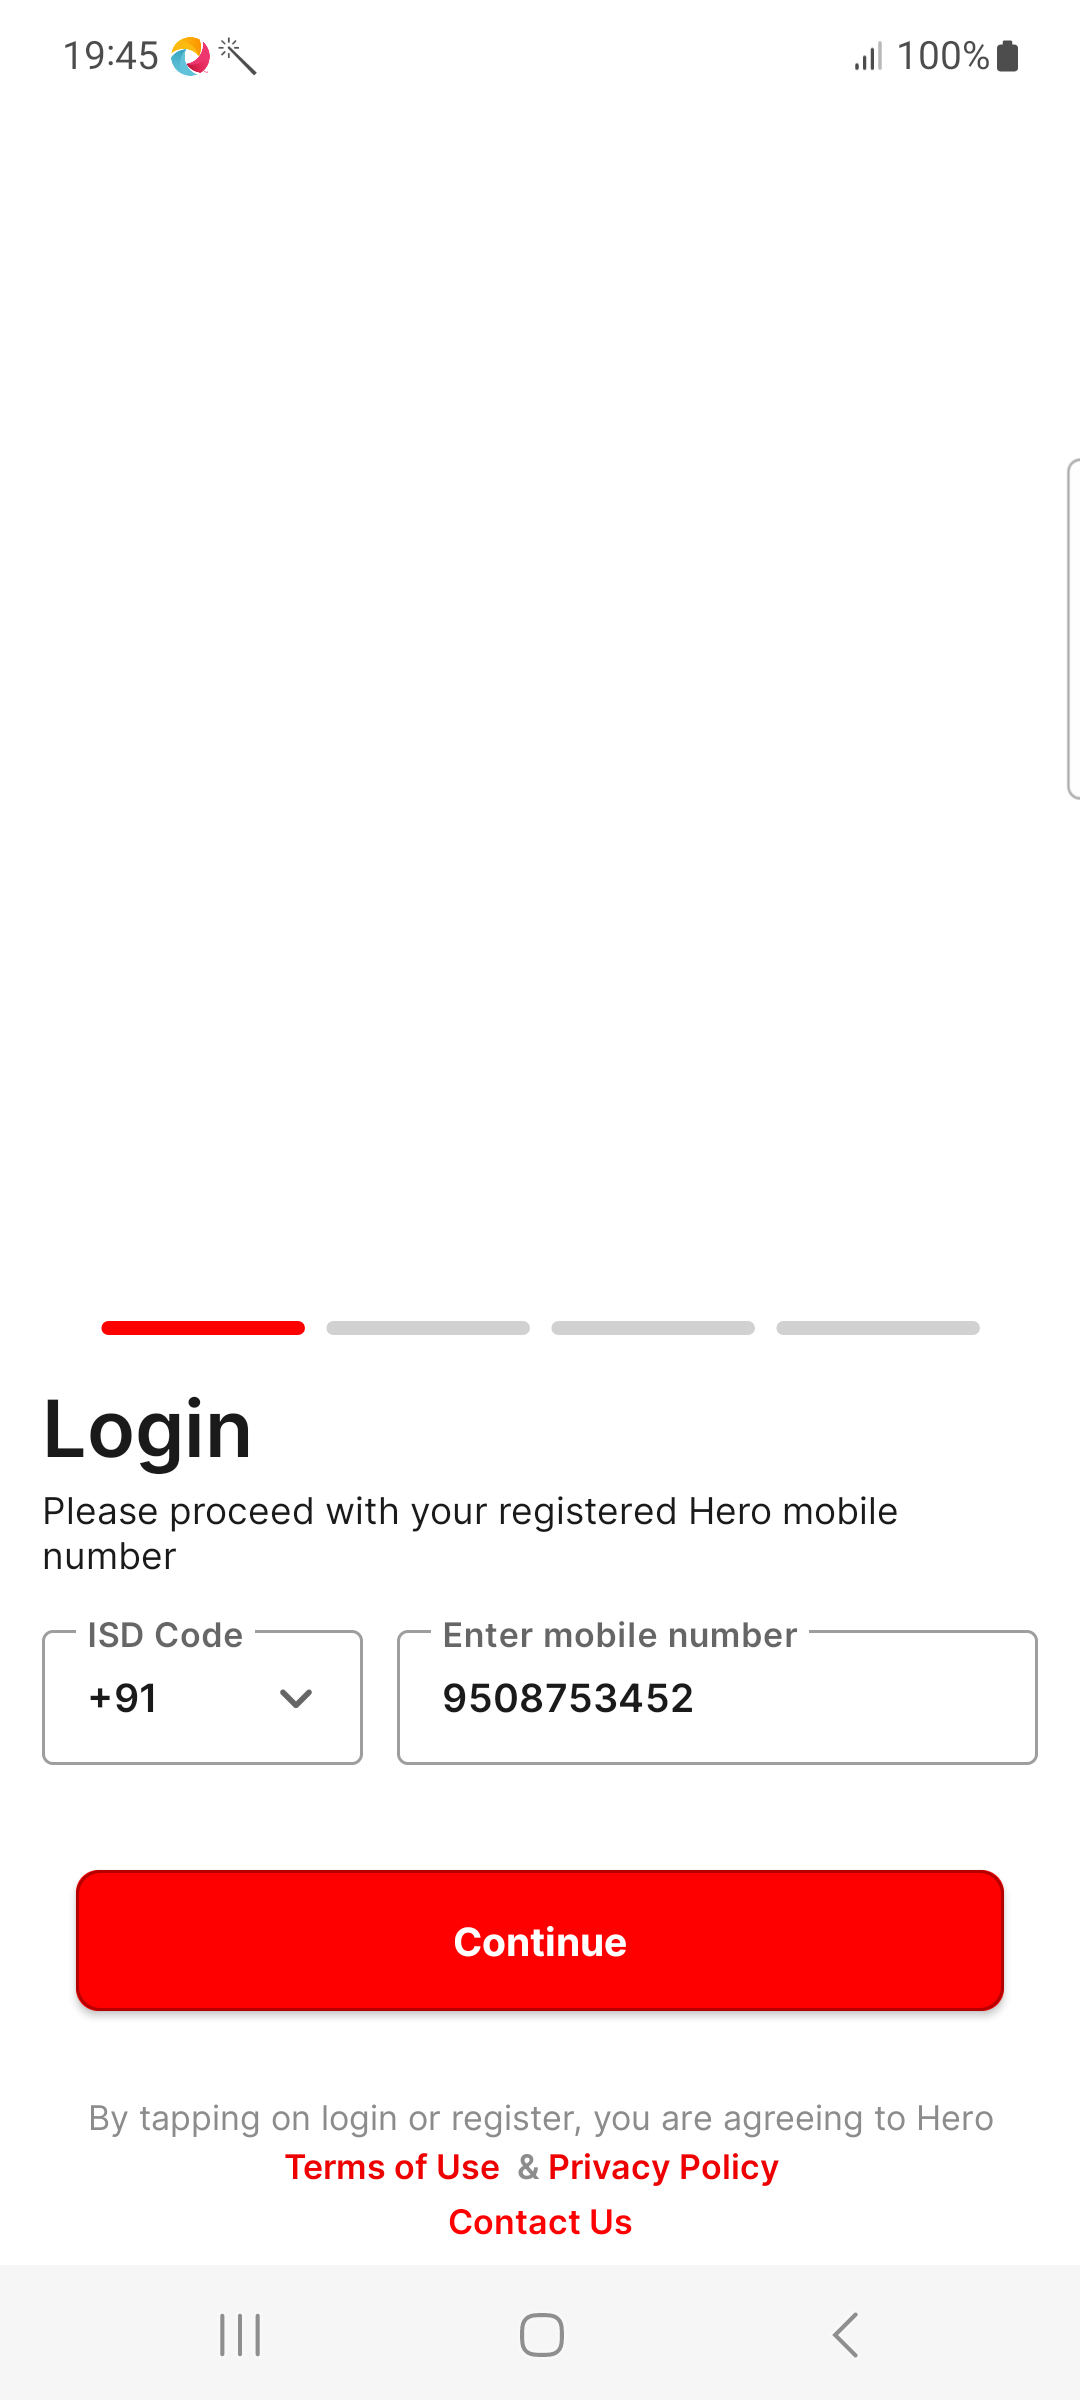 19:45
100%
Login
Please proceed with your registered Hero mobile
number
ISD Code
+91
Enter mobile number
9508753452
Continue
By tapping on login or register, you are agreeing to Hero
Terms of Use & Privacy Policy
Contact Us